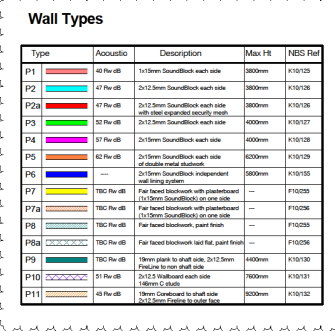 Wall Types
Type Acoustic Description Max Ht NBS Ref
P1 40 Rw dB 1x15mm SoundBlock each side 3800mm K10/125
P2 47 Rw dB 2x12.5mm SoundBlock each side 3800mm K10/126
P2a 47 Rw dB 2x12.5mm SoundBlock each side 3800mm K10/126
with steel expanded security mesh
P3 52 Rw dB 2x12.5mm SoundBlock each side 4000mm K10/127
P4 57 Rw dB 2x15mm SoundBlock each side 4000mm K10/128
P5 62 Rw dB 2x15mm SoundBlock each side 6200mm K10/129
of double metal studwork
P6 ---- 2x15mm SoundBlock independent 5800mm K10/155
wall lining system
P7 TBC Rw dB Fair faced blockwork with plasterboard — F10/255
(1x15mm SoundBlock) on one side
P7a TBC Rw dB Fair faced blockwork with plasterboard — F10/256
(1x15mm SoundBlock) on one side
P8 TBC Rw dB Fair faced blockwork, paint finish — F10/255
P8a TBC Rw dB Fair faced blockwork laid flat, paint finish — F10/256
P9 TBC Rw dB 19mm plank to shaft side, 2x12.5mm 4400mm K10/130
FireLine to non shaft side
P10 51 Rw dB 2x12.5 Wallboard each side 7600mm K10/131
146mm C studs
P11 45 Rw dB 19mm Coreboard to shaft side 9200mm K10/132
2x12.5mm Fireline to outer face